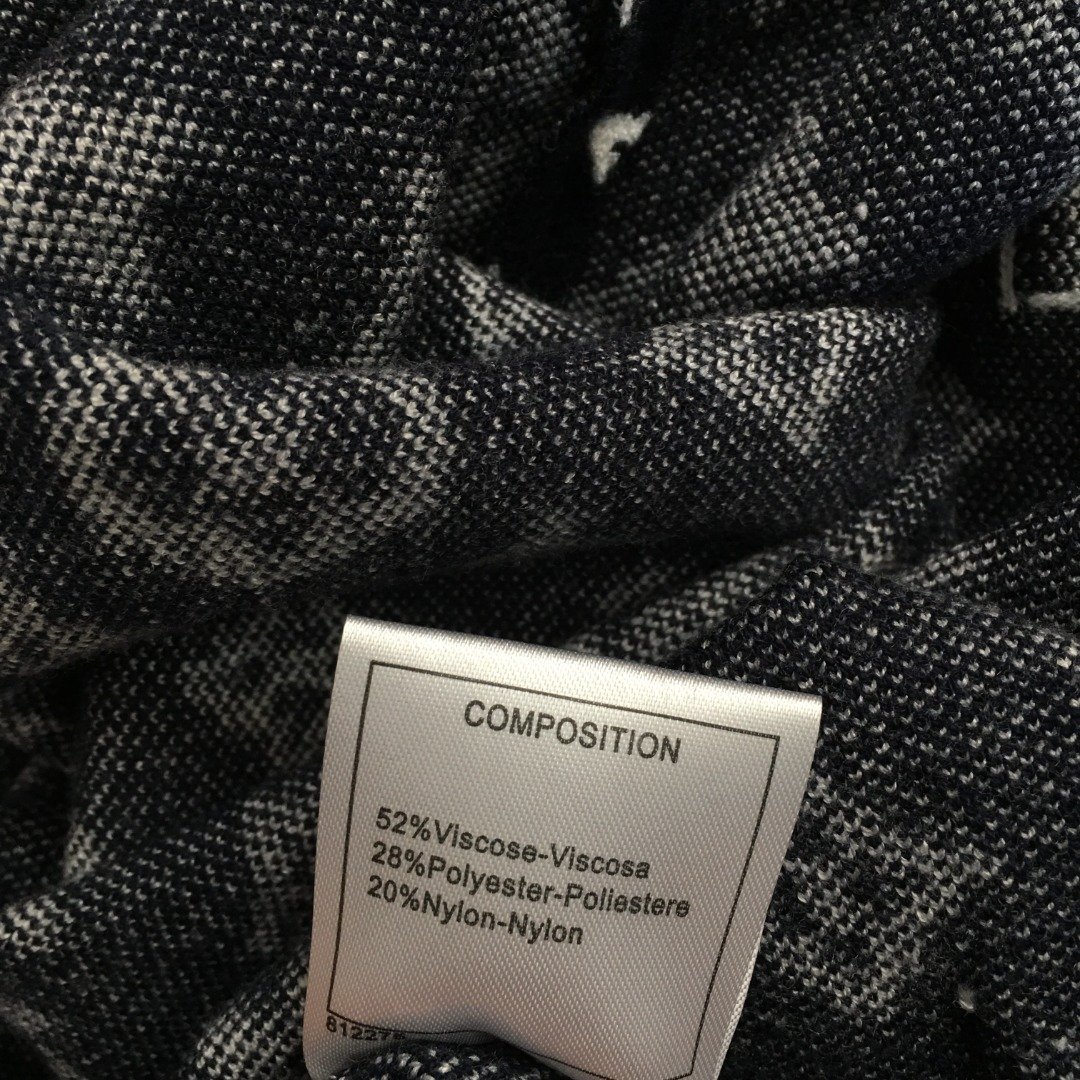 COMPOSITION
52%Viscose-Viscosa
28%Polyester-Poliestere
20%Nylon-Nylon